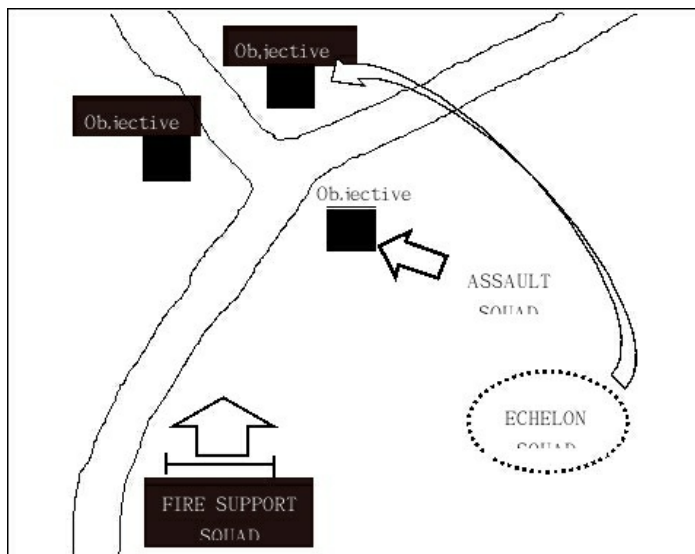 Objective
Objective
Objective
ASSAULT
SQUAD
ECHELON
SQUAD
FIRE SUPPORT
SQUAD